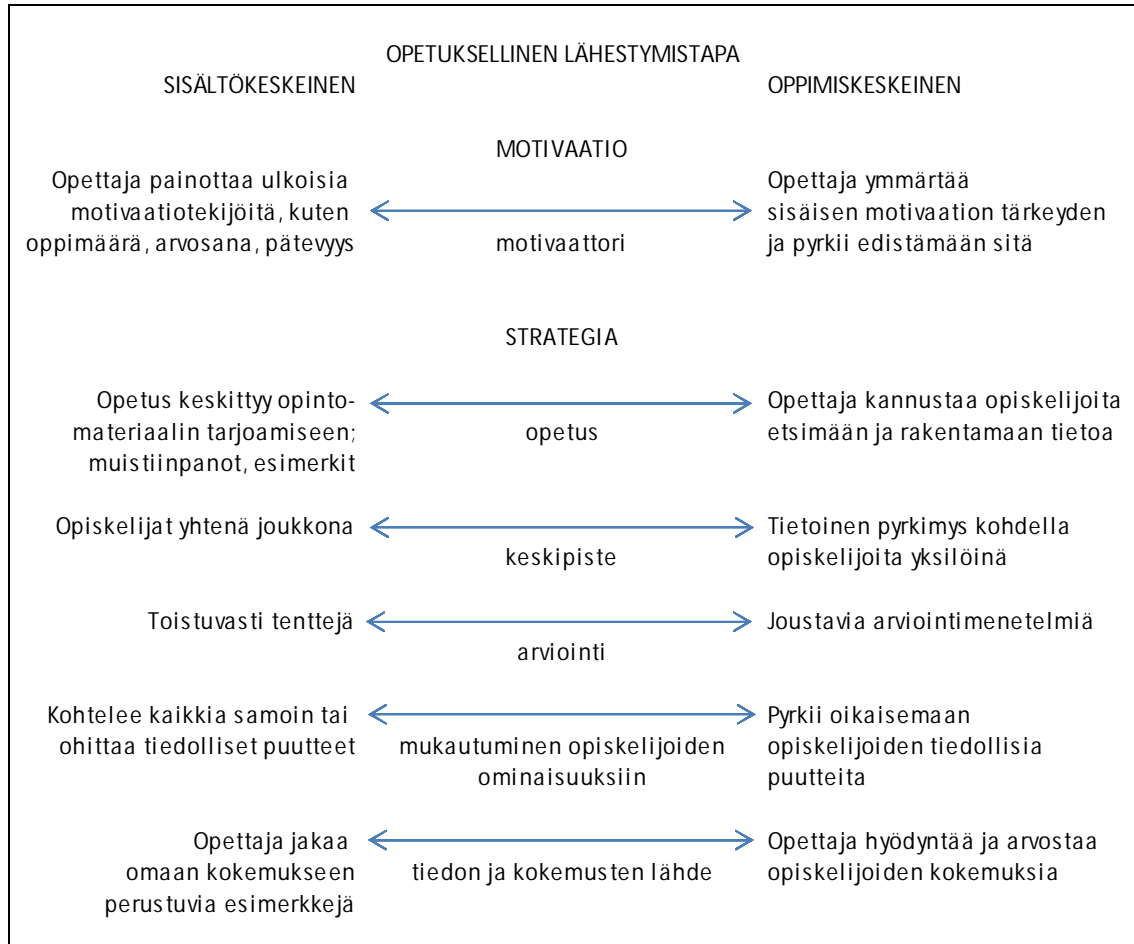 OPETUKSELLINEN LÄHESTYMISTAPA
SISÄLTÖKESKEINEN
OPPIMISKESKEINEN
MOTIVAATIO
Opettaja painottaa ulkoisia
motivaatiotekijöitä, kuten
oppimäärä, arvosana, pätevyys
motivaattori
Opettaja ymmärtää
sisäisen motivaation tärkeyden
ja pyrkii edistämään sitä
STRATEGIA
Opetus keskittyy opinto-
materiaalin tarjoamiseen;
muistiinpanot, esimerkit
opetus
Opettaja kannustaa opiskelijoita
etsimään ja rakentamaan tietoa
Opiskelijat yhtenä joukkona
keskipiste
Tietoinen pyrkimys kohdella
opiskelijoita yksilöinä
Toistuvasti tenttejä
arviointi
Joustavia arviointimenetelmiä
Kohtelee kaikkia samoin tai
ohittaa tiedolliset puutteet
mukautuminen opiskelijoiden
ominaisuuksiin
Pyrkii oikaisemaan
opiskelijoiden tiedollisia
puutteita
Opettaja jakaa
omaan kokemukseen
perustuvia esimerkkejä
tiedon ja kokemusten lähde
Opettaja hyödyntää ja arvostaa
opiskelijoiden kokemuksia